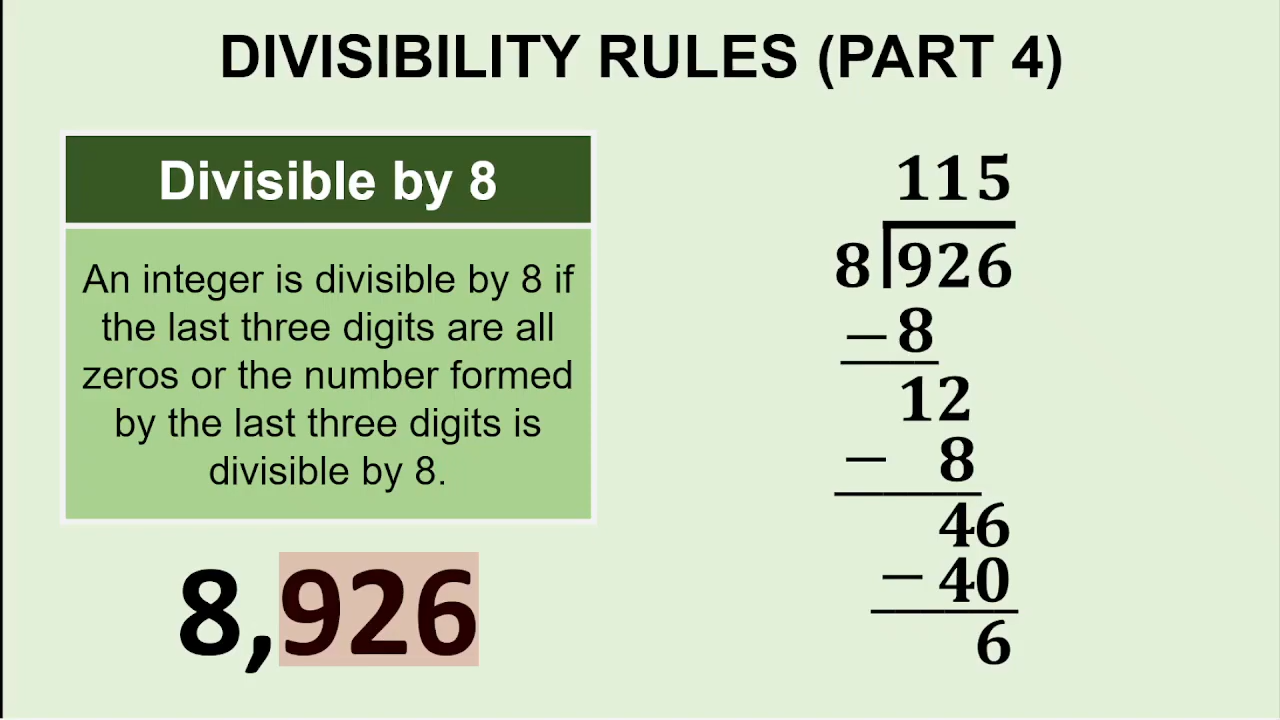 DIVISIBILITY RULES (PART 4)
Divisible by 8
An integer is divisible by 8 if
the last three digits are all
zeros or the number formed
by the last three digits is
divisible by 8.
8,926
115
8 926
− 8
12
− 8
46
− 40
6